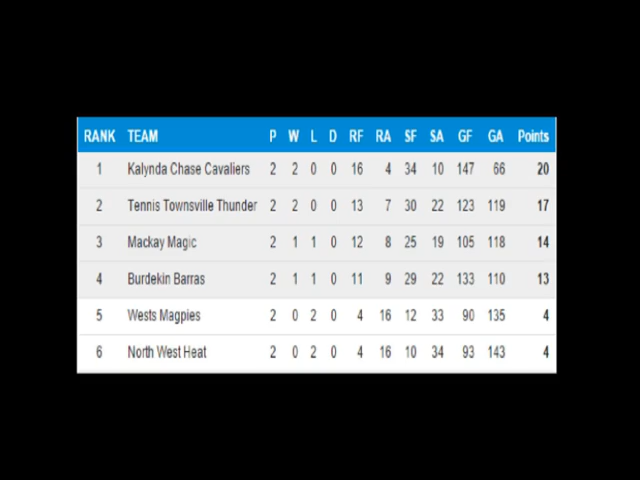 RANK TEAM P W L D RF RA SF SA GF GA Points
1 Kalynda Chase Cavaliers 2 2 0 0 16 4 34 10 147 66 20
2 Tennis Townsville Thunder 2 2 0 0 13 7 30 22 123 119 17
3 Mackay Magic 2 1 1 0 12 8 25 19 105 118 14
4 Burdekin Barras 2 1 1 0 11 9 29 22 133 110 13
5 Wests Magpies 2 0 2 0 4 16 12 33 90 135 4
6 North West Heat 2 0 2 0 4 16 10 34 93 143 4